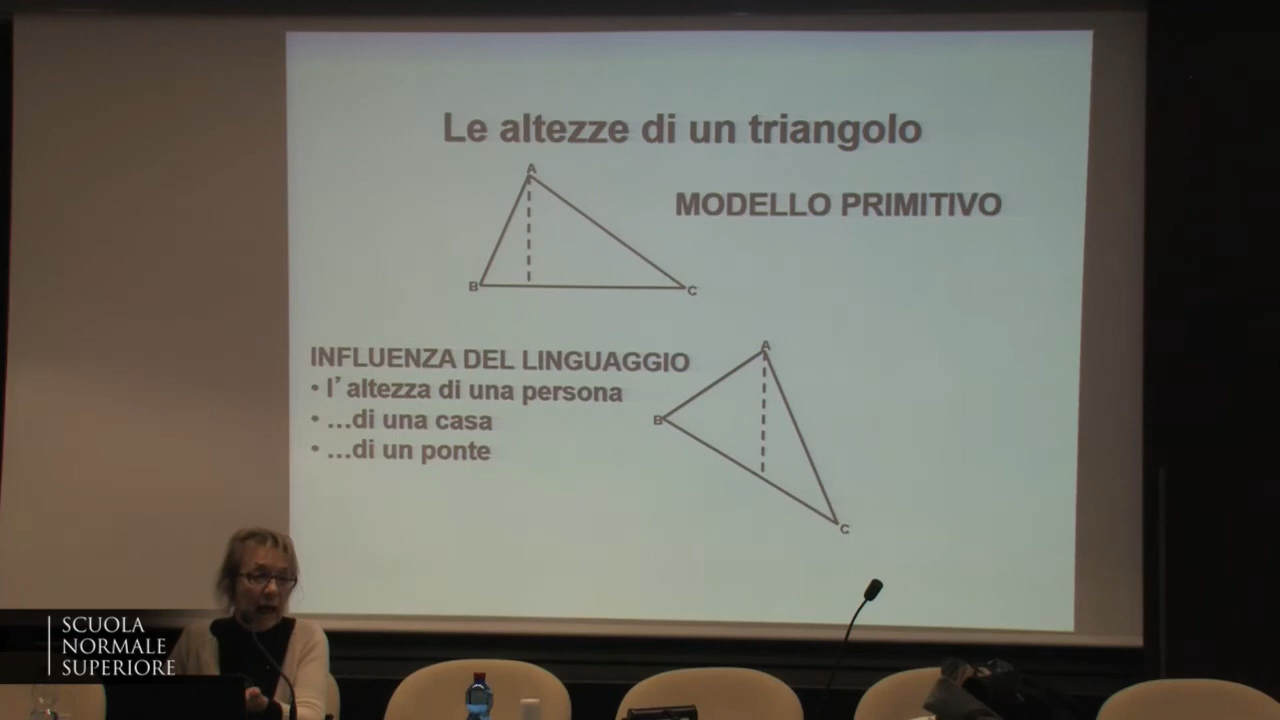 Le altezze di un triangolo
A
MODELLO PRIMITIVO
B
C
INFLUENZA DEL LINGUAGGIO
• l'altezza di una persona
• ...di una casa
• ...di un ponte
A
B
C
SCUOLA
NORMALE
SUPERIORE